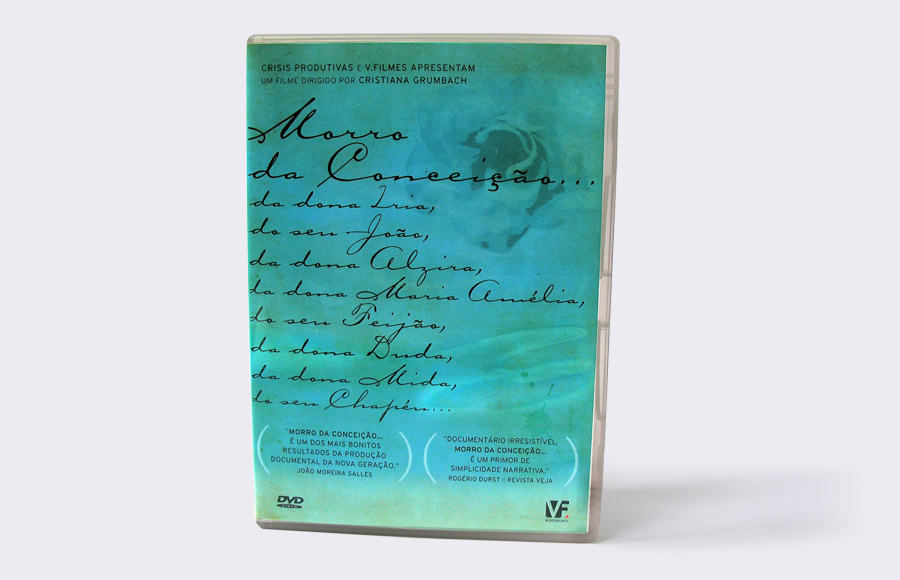 CRISIS PRODUTIVAS E V.FILMES APRESENTAM
UM FILME DIRIGIDO POR CRISTIANA GRUMBACH
Morro
da Conceição...
da dona Iria,
do seu João,
da dona Alzira,
da dona Maria Amélia,
do seu Feijão,
da dona Duda,
da dona Mida,
do seu Chapéu...
"MORRO DA CONCEIÇÃO...
É UM DOS MAIS BONITOS
RESULTADOS DA PRODUÇÃO
DOCUMENTAL DA NOVA GERAÇÃO."
JOÃO MOREIRA SALLES
"DOCUMENTÁRIO IRRESISTÍVEL,
MORRO DA CONCEIÇÃO...
É UM PRIMOR DE
SIMPLICIDADE NARRATIVA."
ROGÉRIO DURST :: REVISTA VEJA
DVD
VIDEO
VF.
VIDEOFILMES